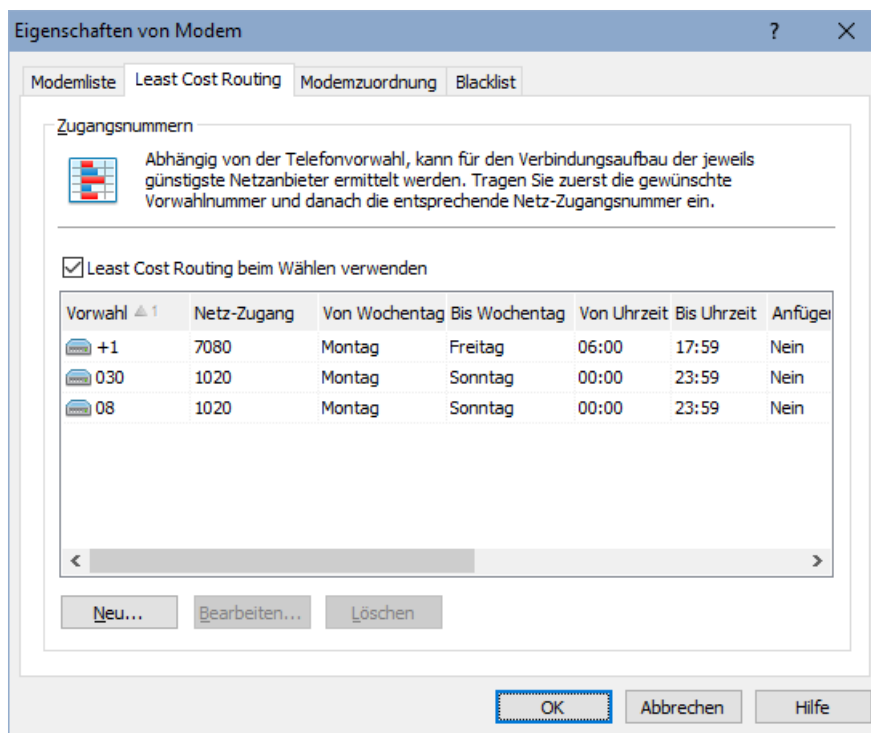 Eigenschaften von Modem ?
Modemliste Least Cost Routing Modemzuordnung Blacklist
Zugangsnummern
Abhängig von der Telefonvorwahl, kann für den Verbindungsaufbau der jeweils
günstigste Netzanbieter ermittelt werden. Tragen Sie zuerst die gewünschte
Vorwahlnummer und danach die entsprechende Netz-Zugangsnummer ein.
Least Cost Routing beim Wählen verwenden
Vorwahl 1 Netz-Zugang Von Wochentag Bis Wochentag Von Uhrzeit Bis Uhrzeit Anfüger
+1 7080 Montag Freitag 06:00 17:59 Nein
030 1020 Montag Sonntag 00:00 23:59 Nein
08 1020 Montag Sonntag 00:00 23:59 Nein
Neu... Bearbeiten... Löschen
OK Abbrechen Hilfe